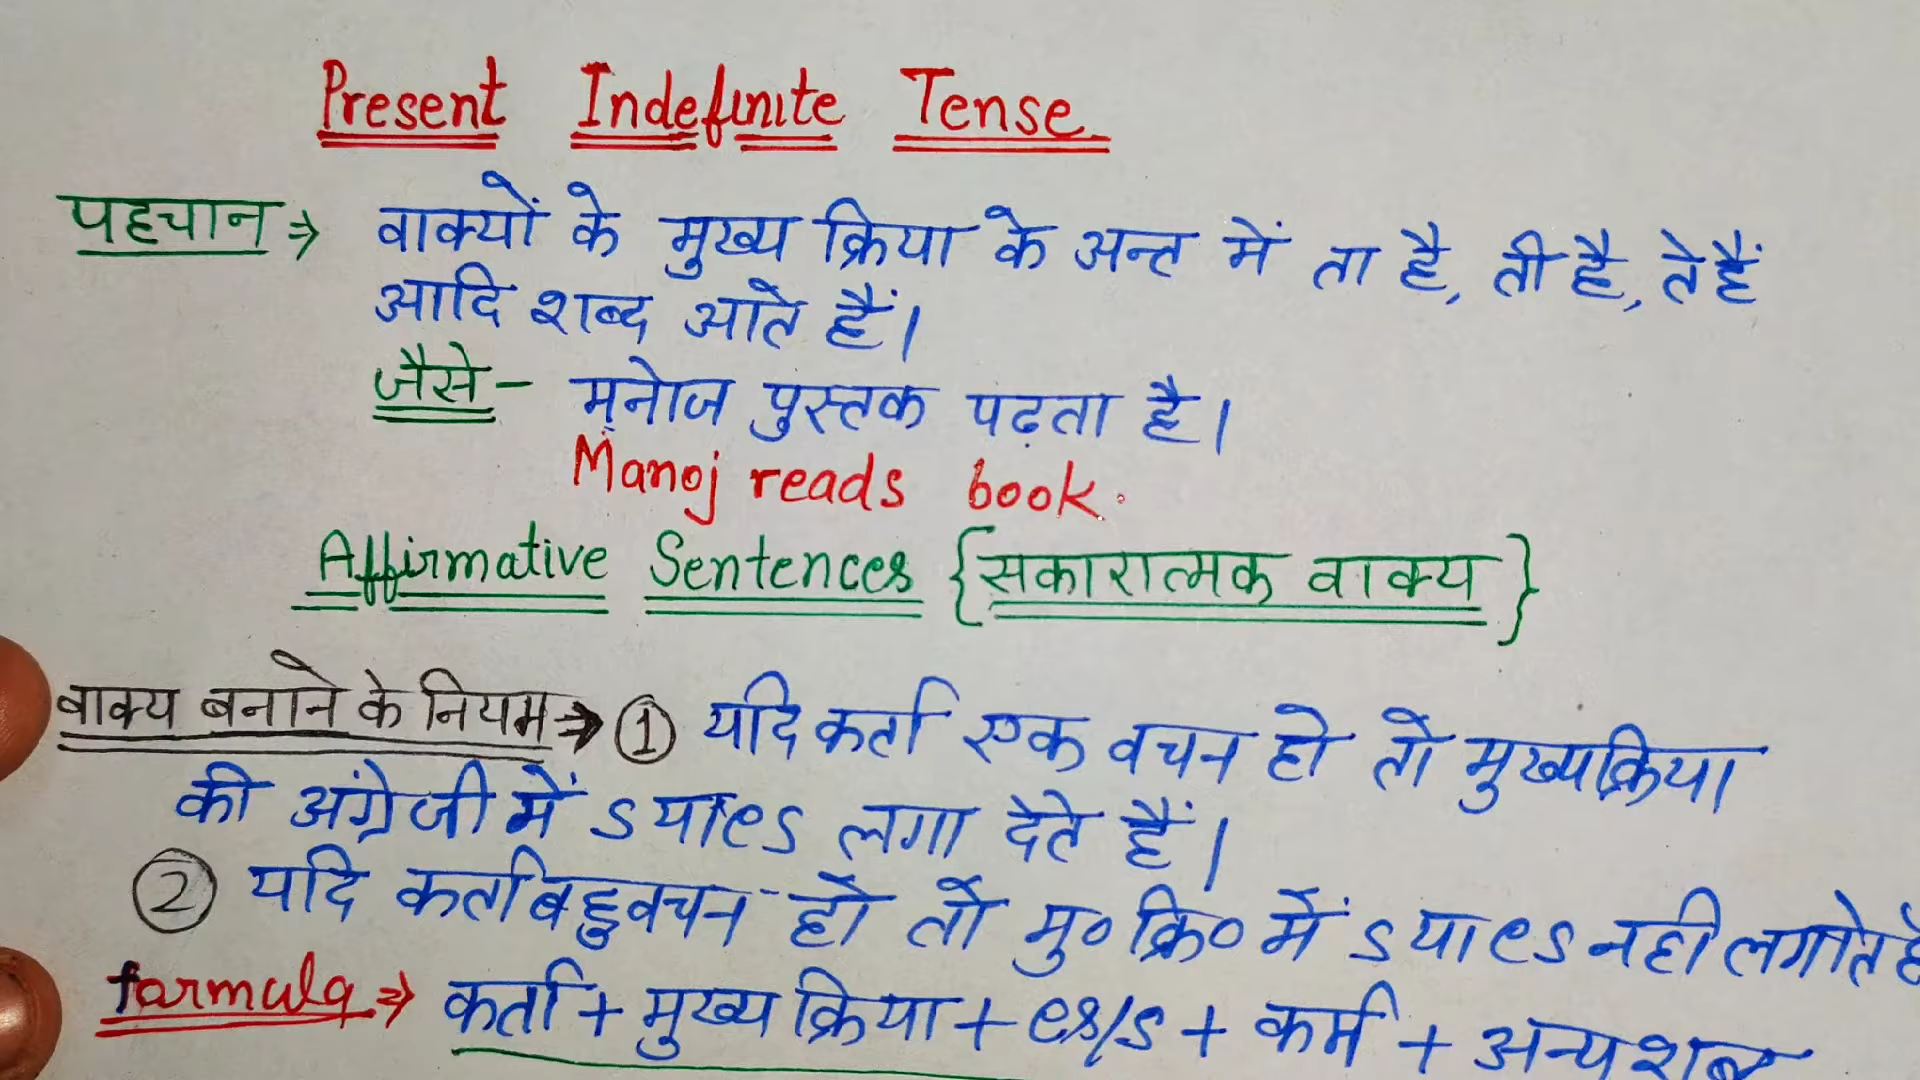 Present Indefinite Tense
पहचान ⇒ वाक्यों के मुख्य क्रिया के अन्त में ता है, ती है, ते हैं
आदि शब्द आते हैं।
जैसे - मनोज पुस्तक पढ़ता है।
Manoj reads book.
Affirmative Sentences {सकारात्मक वाक्य}
वाक्य बनाने के नियम ⇒ ① यदि कर्ता एक वचन हो तो मुख्य क्रिया
की अंग्रेजी में s या es लगा देते हैं।
② यदि कर्ता बहुवचन हो तो मु० क्रि० में s या es नही लगाते है
formula ⇒ कर्ता + मुख्य क्रिया + es/s + कर्म + अन्य शब्द